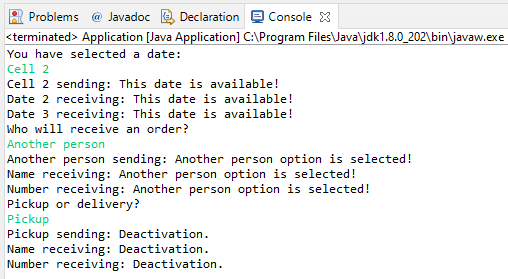 Problems @ Javadoc Declaration Console
<terminated> Application [Java Application] C:\Program Files\Java\jdk1.8.0_202\bin\javaw.exe
You have selected a date:
Cell 2
Cell 2 sending: This date is available!
Date 2 receiving: This date is available!
Date 3 receiving: This date is available!
Who will receive an order?
Another person
Another person sending: Another person option is selected!
Name receiving: Another person option is selected!
Number receiving: Another person option is selected!
Pickup or delivery?
Pickup
Pickup sending: Deactivation.
Name receiving: Deactivation.
Number receiving: Deactivation.